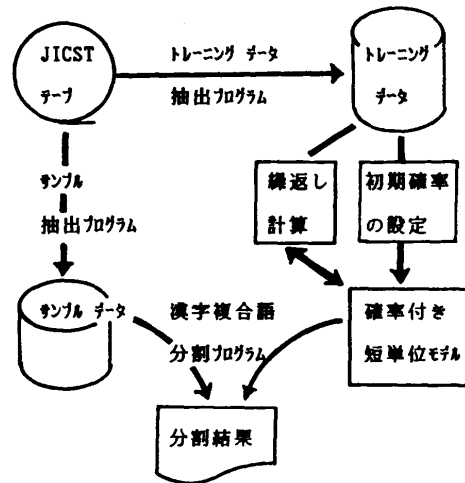 JICST
テープ
トレーニング データ
抽出プログラム
トレーニング
データ
サンプル
抽出プログラム
繰返し
計算
初期確率
の設定
サンプル データ
漢字複合語
分割プログラム
確率付き
短単位モデル
分割結果